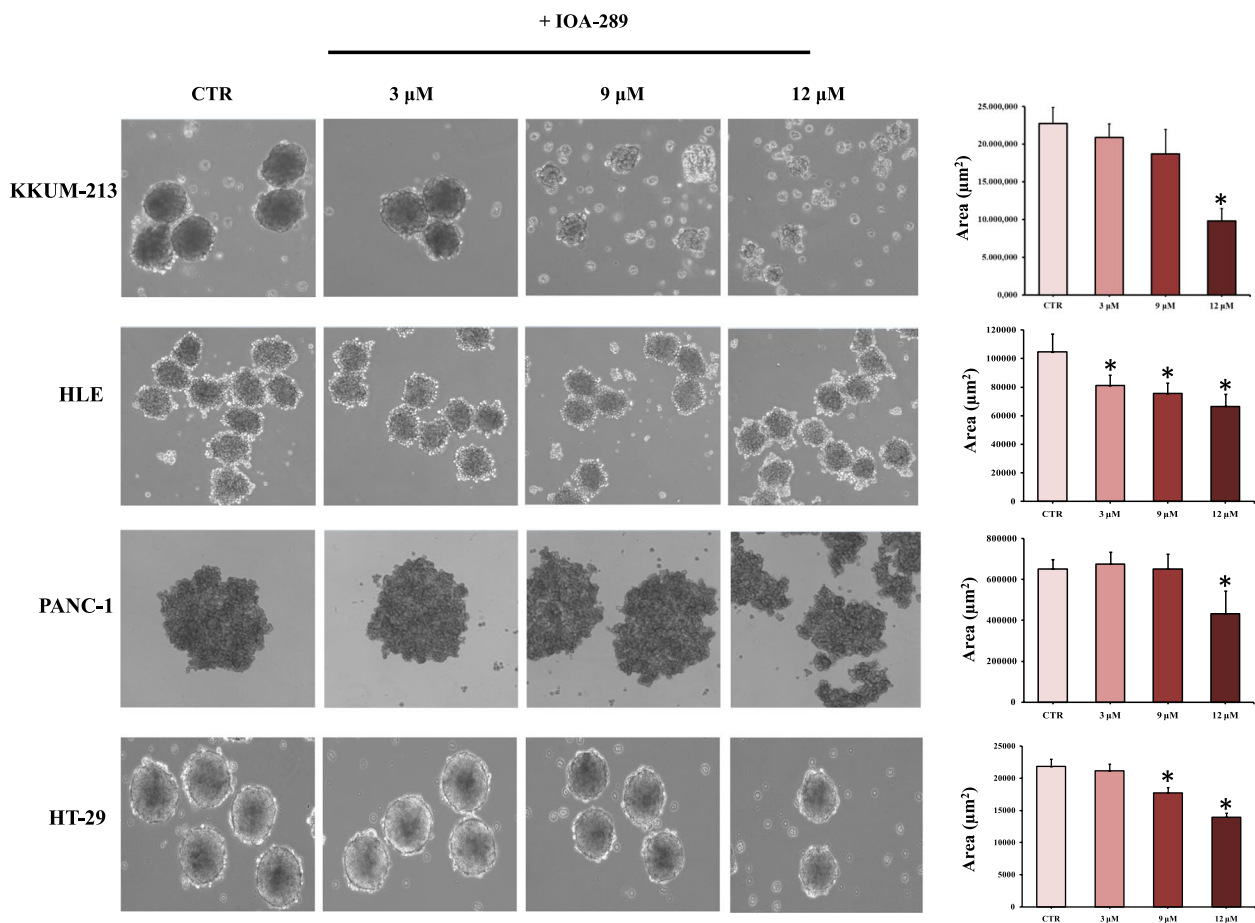 + IOA-289
CTR 3 µM 9 µM 12 µM
KKUM-213
Area (µm²)
25.000,000
20.000,000
15.000,000
10.000,000
5.000,000
0,000
*
CTR 3 µM 9 µM 12 µM
HLE
Area (µm²)
120000
100000
80000
60000
40000
20000
0
* * *
CTR 3 µM 9 µM 12 µM
PANC-1
Area (µm²)
800000
600000
400000
200000
0
*
CTR 3 µM 9 µM 12 µM
HT-29
Area (µm²)
25000
20000
15000
10000
5000
0
* *
CTR 3 µM 9 µM 12 µM